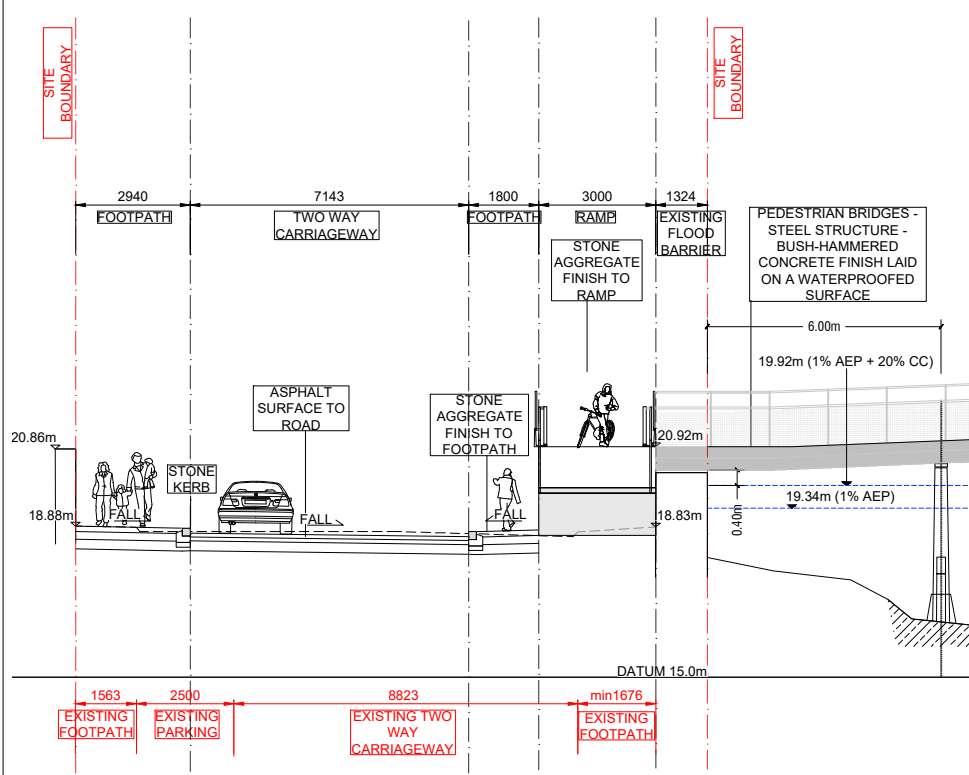 SITE
BOUNDARY
SITE
BOUNDARY
2940
7143
1800
3000
1324
FOOTPATH
TWO WAY
CARRIAGEWAY
FOOTPATH
RAMP
EXISTING
FLOOD
BARRIER
PEDESTRIAN BRIDGES -
STEEL STRUCTURE -
BUSH-HAMMERED
CONCRETE FINISH LAID
ON A WATERPROOFED
SURFACE
STONE
AGGREGATE
FINISH TO
RAMP
6.00m
19.92m (1% AEP + 20% CC)
ASPHALT
SURFACE TO
ROAD
STONE
AGGREGATE
FINISH TO
FOOTPATH
20.86m
20.92m
STONE
KERB
19.34m (1% AEP)
18.88m
FALL
FALL
FALL
18.83m
0.40m
DATUM 15.0m
1563
2500
8823
min1676
EXISTING
FOOTPATH
EXISTING
PARKING
EXISTING TWO
WAY
CARRIAGEWAY
EXISTING
FOOTPATH